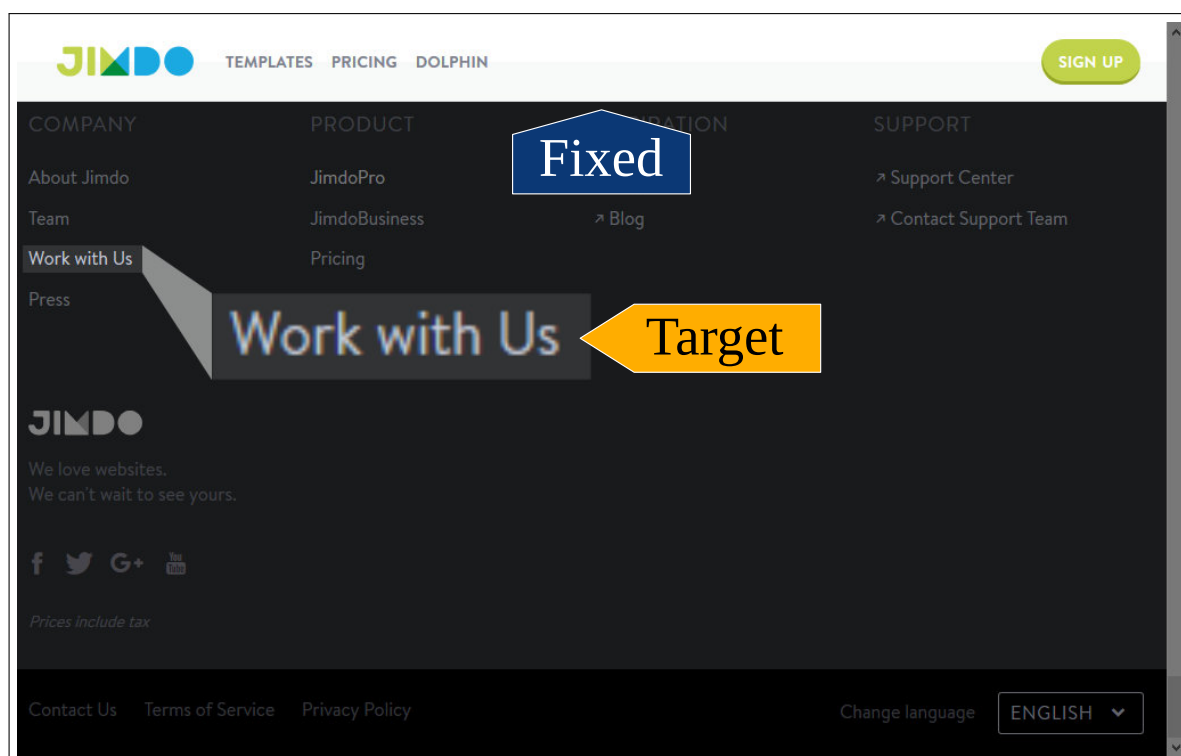 JIMDO TEMPLATES PRICING DOLPHIN SIGN UP
COMPANY PRODUCT SUPPORT
Fixed
About Jimdo JimdoPro ↗ Support Center
Team JimdoBusiness ↗ Blog ↗ Contact Support Team
Work with Us Pricing
Press
Work with Us Target
JIMDO
We love websites.
We can't wait to see yours.
f G+ You Tube
Prices include tax
Contact Us Terms of Service Privacy Policy Change language ENGLISH